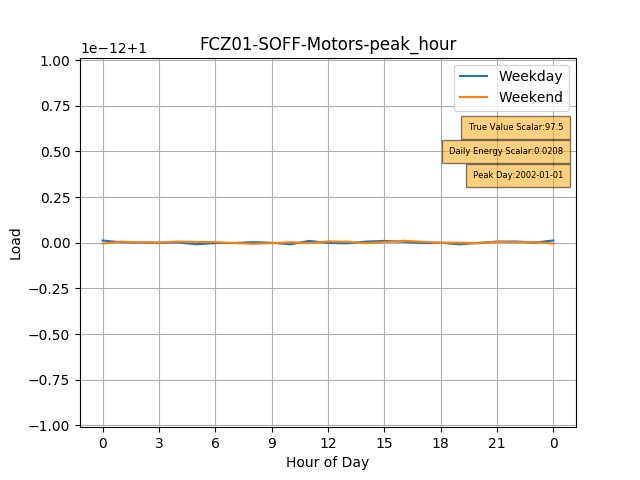 FCZ01-SOFF-Motors-peak_hour
1e−12+1
1.00
0.75
0.50
0.25
0.00
−0.25
−0.50
−0.75
−1.00
Load
Weekday
Weekend
True Value Scalar:97.5
Daily Energy Scalar:0.0208
Peak Day:2002-01-01
0 3 6 9 12 15 18 21 0
Hour of Day